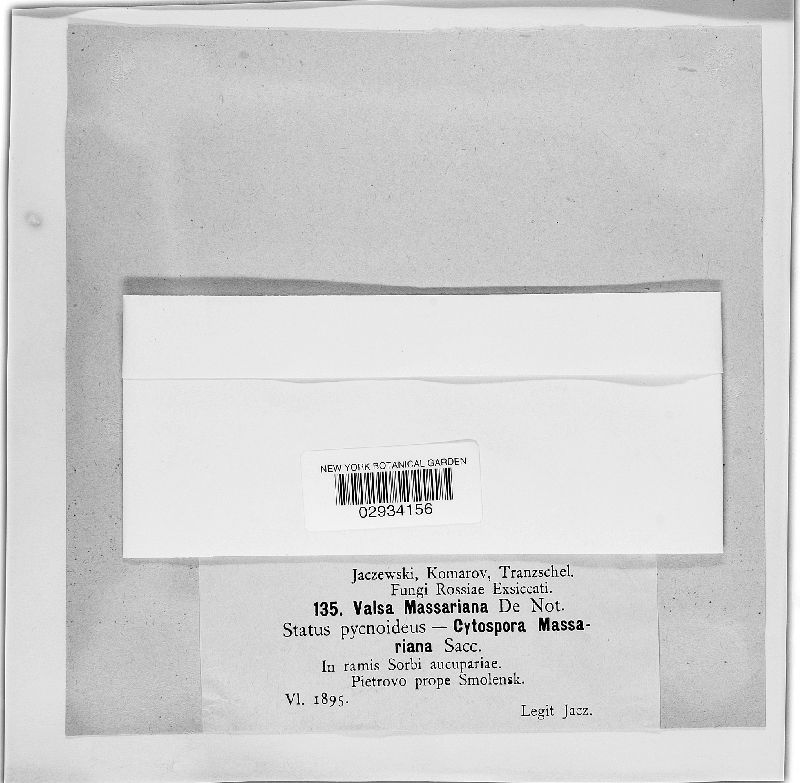 NEW YORK BOTANICAL GARDEN
02934156
Jaczewski, Komarov, Tranzschel.
Fungi Rossiae Exsiccati.
135. Valsa Massariana De Not.
Status pycnoideus — Cytospora Massa-
riana Sacc.
In ramis Sorbi aucupariae.
Pietrovo prope Smolensk.
VI. 1895.
Legit Jacz.